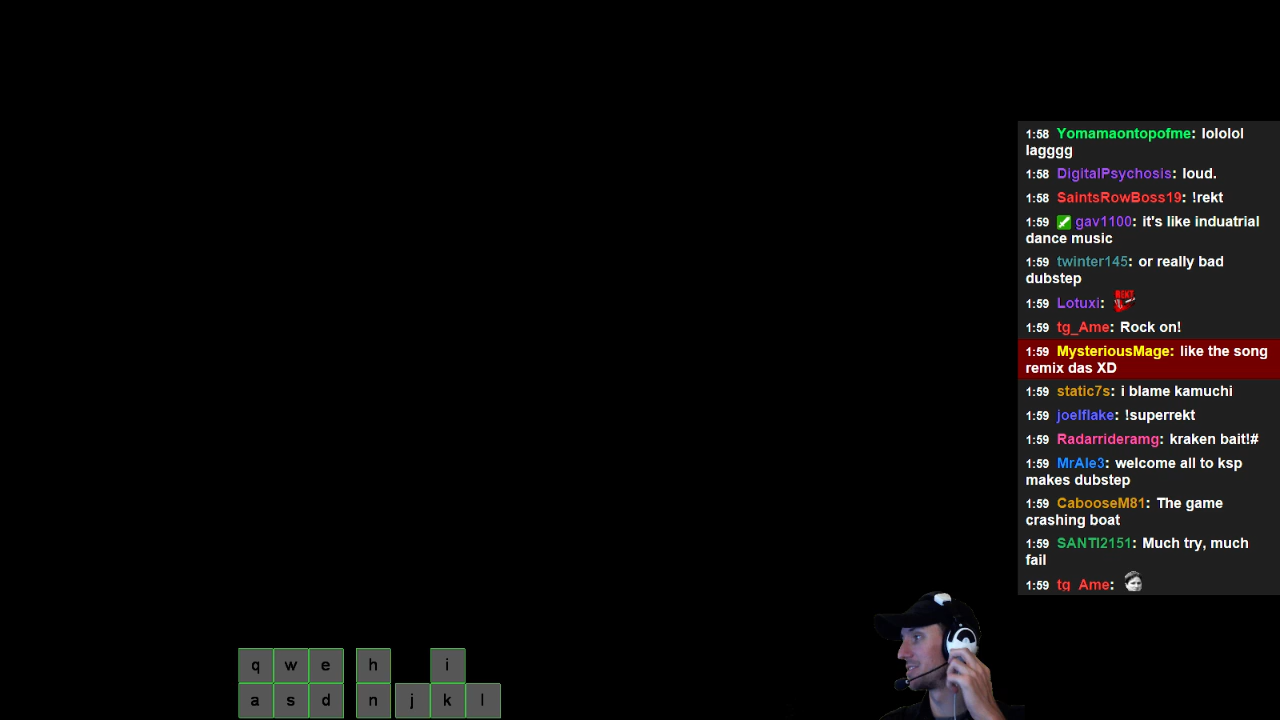 1:58 Yomamaontopofme: lololol
lagggg
1:58 DigitalPsychosis: loud.
1:58 SaintsRowBoss19: !rekt
1:59 gav1100: it's like induatrial
dance music
1:59 twinter145: or really bad
dubstep
1:59 Lotuxi: REKT
1:59 tg_Ame: Rock on!
1:59 MysteriousMage: like the song
remix das XD
1:59 static7s: i blame kamuchi
1:59 joelflake: !superrekt
1:59 Radarrideramg: kraken bait!#
1:59 MrAle3: welcome all to ksp
makes dubstep
1:59 CabooseM81: The game
crashing boat
1:59 SANTI2151: Much try, much
fail
1:59 tg_Ame:
q w e h i
a s d n j k l